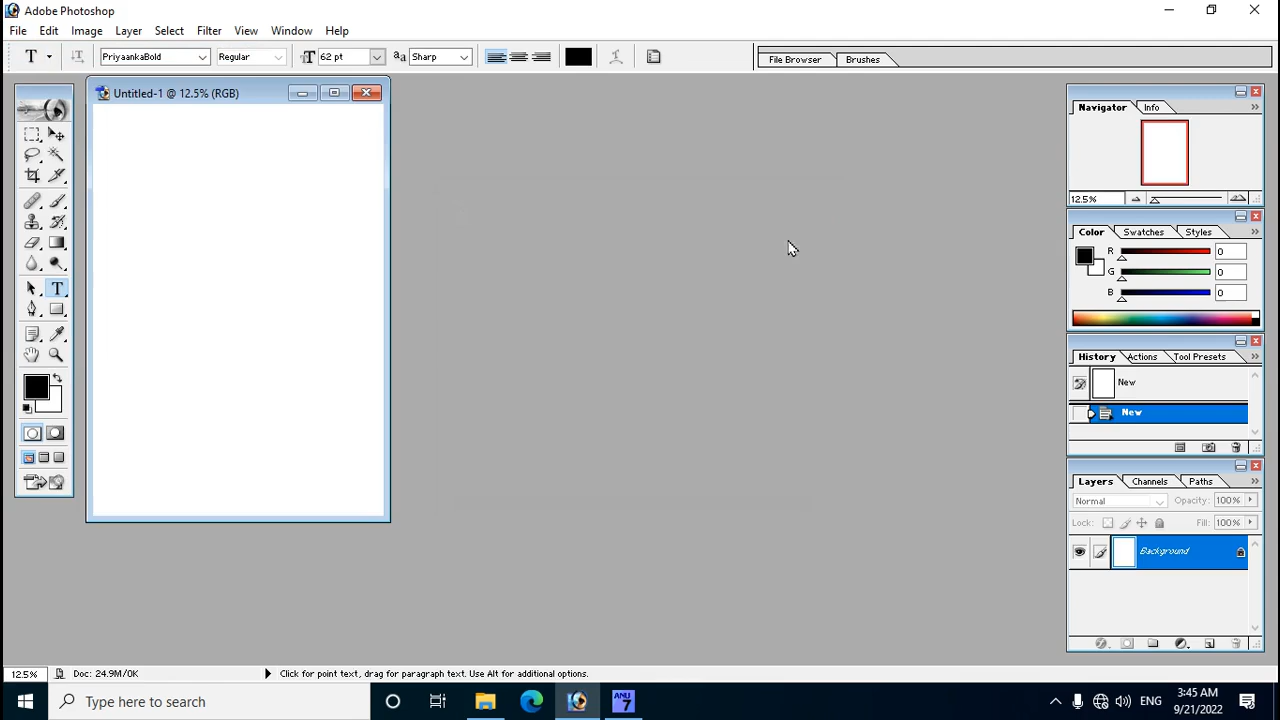 Adobe Photoshop
File Edit Image Layer Select Filter View Window Help
T T PriyaankaBold Regular T 62 pt aa Sharp File Browser Brushes
Untitled-1 @ 12.5% (RGB)
Navigator Info
12.5%
Color Swatches Styles
R 0
G 0
B 0
T
History Actions Tool Presets
New
New
Layers Channels Paths
Normal Opacity: 100%
Lock: Fill: 100%
Background
12.5% Doc: 24.9M/0K Click for point text, drag for paragraph text. Use Alt for additional options.
Type here to search ANU 7 ENG 3:45 AM
9/21/2022